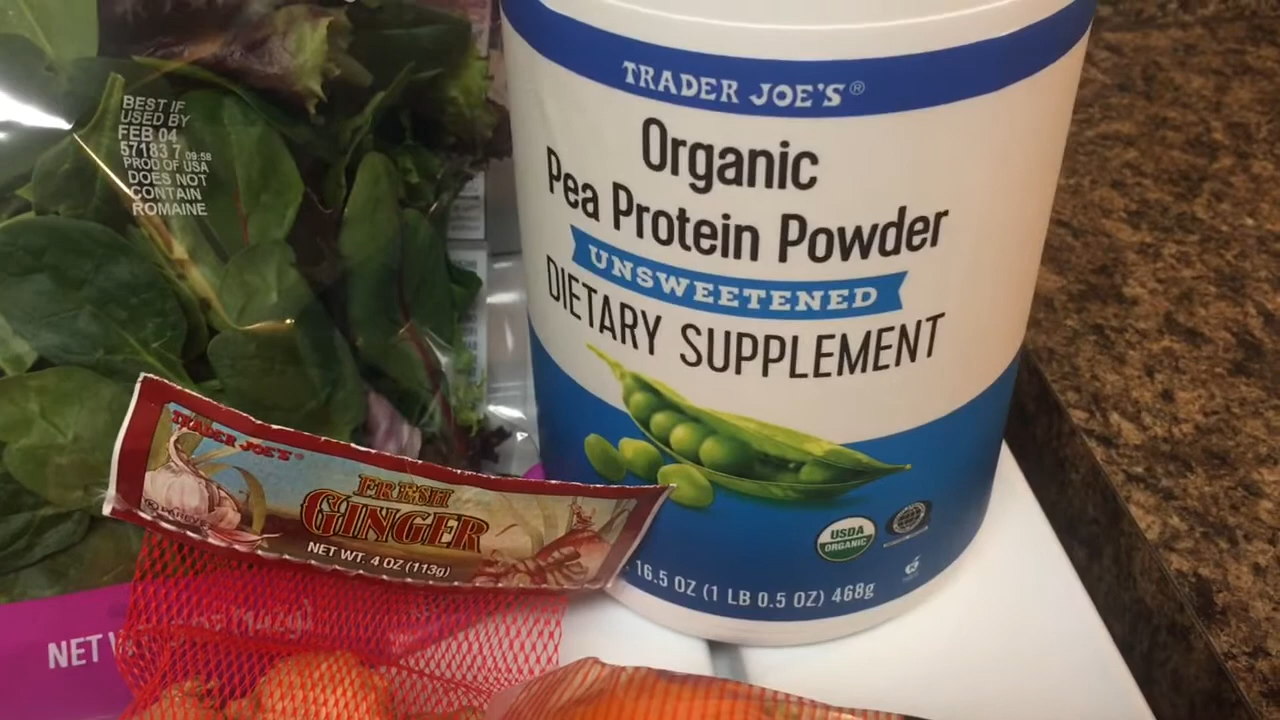 BEST IF
USED BY
FEB 04
57183 7 09:58
PROD OF USA
DOES NOT
CONTAIN
ROMAINE
TRADER JOE'S®
Organic
Pea Protein Powder
UNSWEETENED
DIETARY SUPPLEMENT
USDA
ORGANIC
16.5 OZ (1 LB 0.5 OZ) 468g
TRADER JOE'S®
FRESH
GINGER
NET WT. 4 OZ (113g)
NET
(142g)